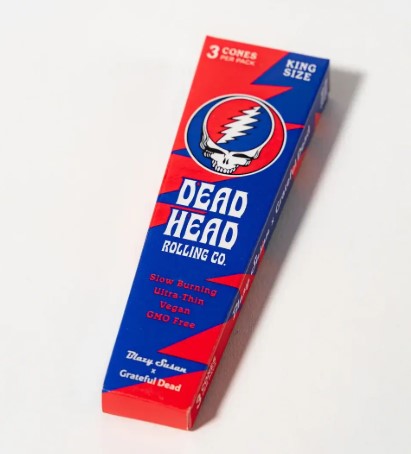 3 CONES
PER PACK
KING
SIZE
DEAD
HEAD
ROLLING CO.
Slow Burning
Ultra-Thin
Vegan
GMO Free
Blazy Susan
x
Grateful Dead